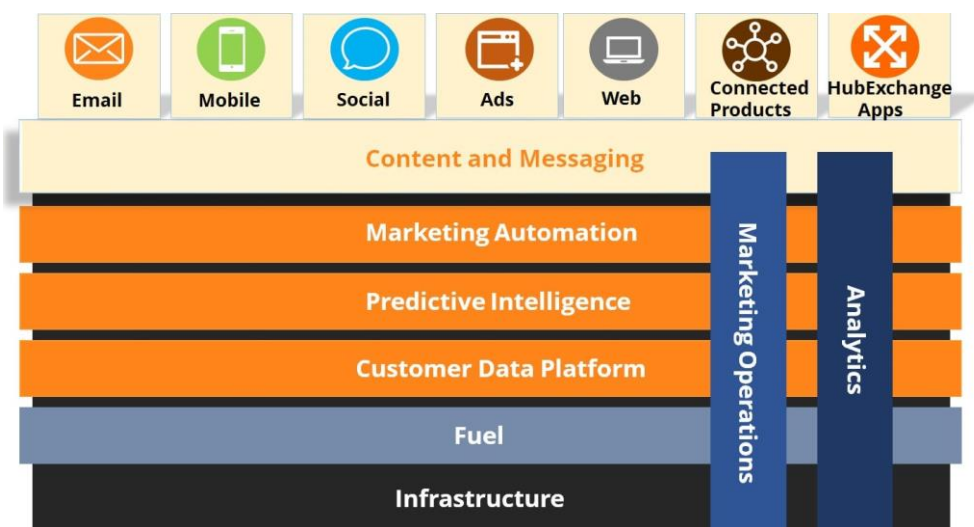 Email
Mobile
Social
Ads
Web
Connected
Products
HubExchange
Apps
Content and Messaging
Marketing Automation
Predictive Intelligence
Customer Data Platform
Fuel
Infrastructure
Marketing Operations
Analytics